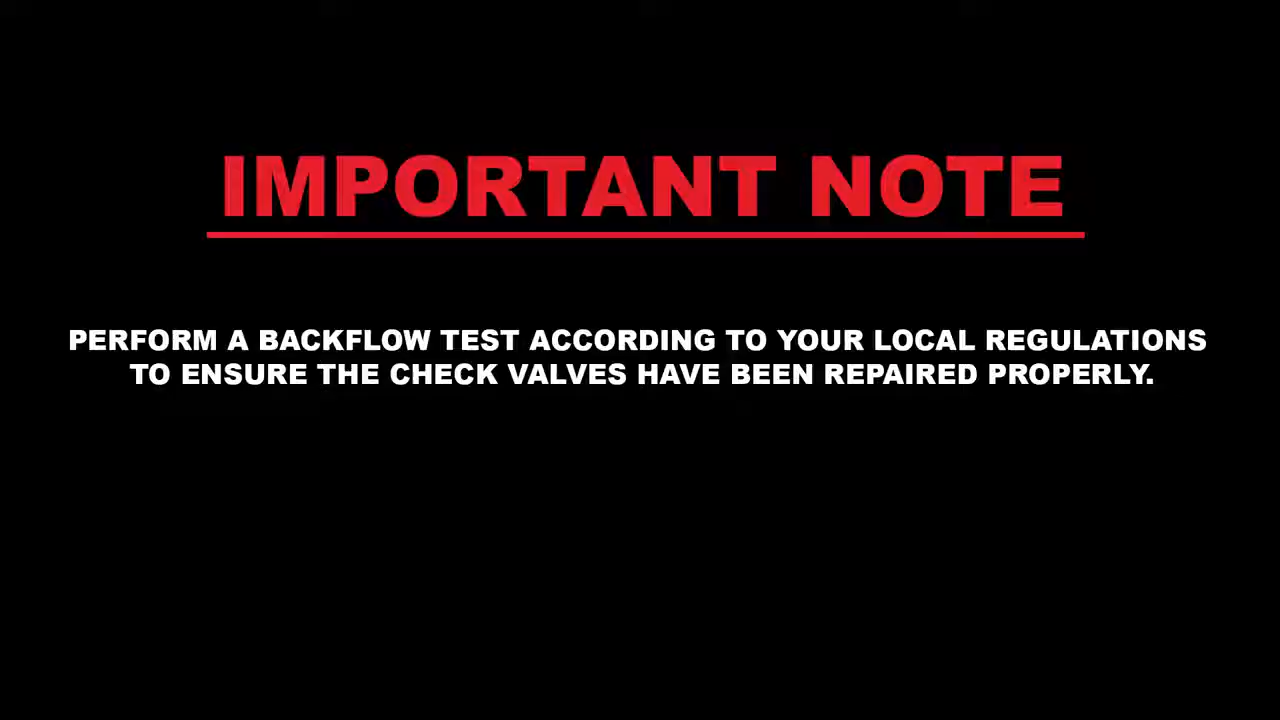 IMPORTANT NOTE
PERFORM A BACKFLOW TEST ACCORDING TO YOUR LOCAL REGULATIONS
TO ENSURE THE CHECK VALVES HAVE BEEN REPAIRED PROPERLY.